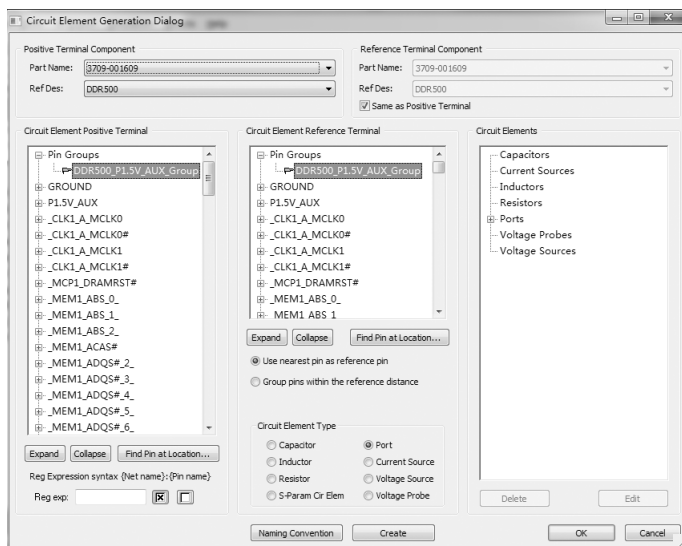 Circuit Element Generation Dialog
Positive Terminal Component
Part Name: 3709-001609
Ref Des: DDR500
Reference Terminal Component
Part Name: 3709-001609
Ref Des: DDR500
Same as Positive Terminal
Circuit Element Positive Terminal
Pin Groups
DDR500_P1.5V_AUX_Group
GROUND
P1.5V_AUX
_CLK1_A_MCLK0
_CLK1_A_MCLK0#
_CLK1_A_MCLK1
_CLK1_A_MCLK1#
_MCP1_DRAMRST#
_MEM1_ABS_0_
_MEM1_ABS_1_
_MEM1_ABS_2_
_MEM1_ACAS#
_MEM1_ADQS#_2_
_MEM1_ADQS#_3_
_MEM1_ADQS#_4_
_MEM1_ADQS#_5_
_MEM1_ADQS#_6_
Expand Collapse Find Pin at Location...
Reg Expression syntax {Net name}:{Pin name}
Reg exp:
Circuit Element Reference Terminal
Pin Groups
DDR500_P1.5V_AUX_Group
GROUND
P1.5V_AUX
_CLK1_A_MCLK0
_CLK1_A_MCLK0#
_CLK1_A_MCLK1
_CLK1_A_MCLK1#
_MCP1_DRAMRST#
_MEM1_ABS_0_
_MEM1_ABS_1_
Expand Collapse Find Pin at Location...
Use nearest pin as reference pin
Group pins within the reference distance
Circuit Element Type
Capacitor Port
Inductor Current Source
Resistor Voltage Source
S-Param Cir Elem Voltage Probe
Circuit Elements
Capacitors
Current Sources
Inductors
Resistors
Ports
Voltage Probes
Voltage Sources
Delete Edit
Naming Convention Create OK Cancel